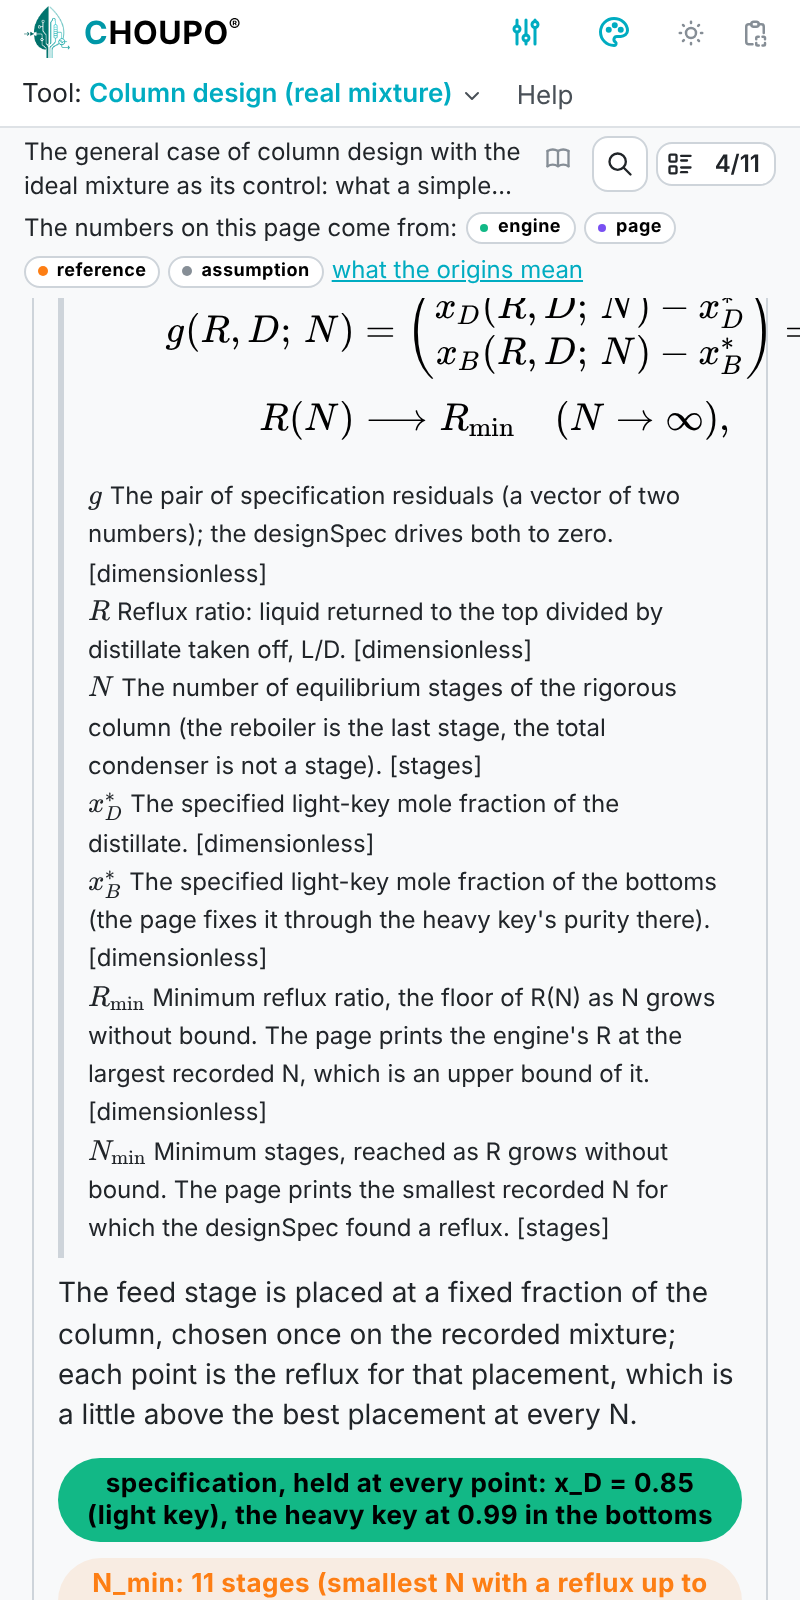 CHOUPO®
Tool: Column design (real mixture) Help
The general case of column design with the
ideal mixture as its control: what a simple...
4/11
The numbers on this page come from: engine page
reference assumption what the origins mean
g(R, D; N) = ( x_D(R, D; N) − x_D^*
x_B(R, D; N) − x_B^* ) =
R(N) ⟶ R_min (N → ∞),
g The pair of specification residuals (a vector of two
numbers); the designSpec drives both to zero.
[dimensionless]
R Reflux ratio: liquid returned to the top divided by
distillate taken off, L/D. [dimensionless]
N The number of equilibrium stages of the rigorous
column (the reboiler is the last stage, the total
condenser is not a stage). [stages]
x_D^* The specified light-key mole fraction of the
distillate. [dimensionless]
x_B^* The specified light-key mole fraction of the bottoms
(the page fixes it through the heavy key's purity there).
[dimensionless]
R_min Minimum reflux ratio, the floor of R(N) as N grows
without bound. The page prints the engine's R at the
largest recorded N, which is an upper bound of it.
[dimensionless]
N_min Minimum stages, reached as R grows without
bound. The page prints the smallest recorded N for
which the designSpec found a reflux. [stages]
The feed stage is placed at a fixed fraction of the
column, chosen once on the recorded mixture;
each point is the reflux for that placement, which is
a little above the best placement at every N.
specification, held at every point: x_D = 0.85
(light key), the heavy key at 0.99 in the bottoms
N_min: 11 stages (smallest N with a reflux up to